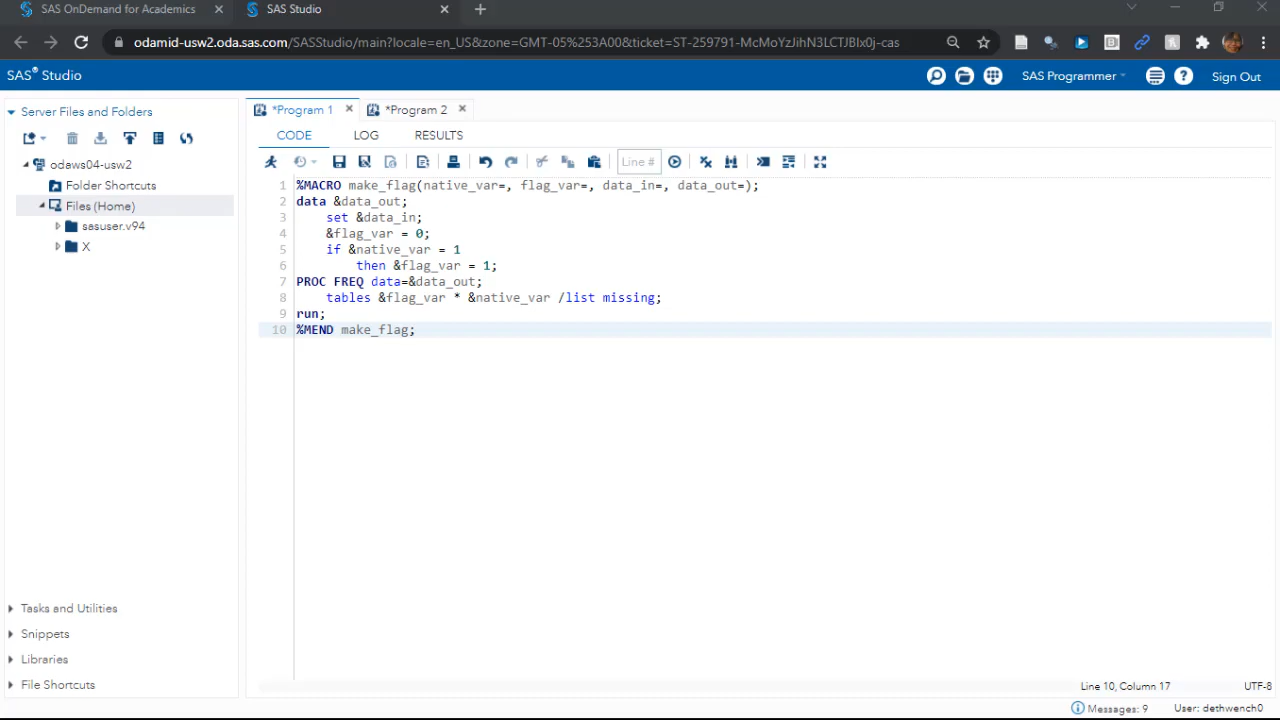 SAS OnDemand for Academics
SAS Studio
odamid-usw2.oda.sas.com/SASStudio/main?locale=en_US&zone=GMT-05%253A00&ticket=ST-259791-McMoYzJihN3LCTJBIx0j-cas
SAS® Studio
SAS Programmer
Sign Out
Server Files and Folders
odaws04-usw2
Folder Shortcuts
Files (Home)
sasuser.v94
X
Tasks and Utilities
Snippets
Libraries
File Shortcuts
*Program 1
*Program 2
CODE LOG RESULTS
Line #
1 %MACRO make_flag(native_var=, flag_var=, data_in=, data_out=);
2 data &data_out;
3 set &data_in;
4 &flag_var = 0;
5 if &native_var = 1
6 then &flag_var = 1;
7 PROC FREQ data=&data_out;
8 tables &flag_var * &native_var /list missing;
9 run;
10 %MEND make_flag;
Line 10, Column 17
UTF-8
Messages: 9
User: dethwench0